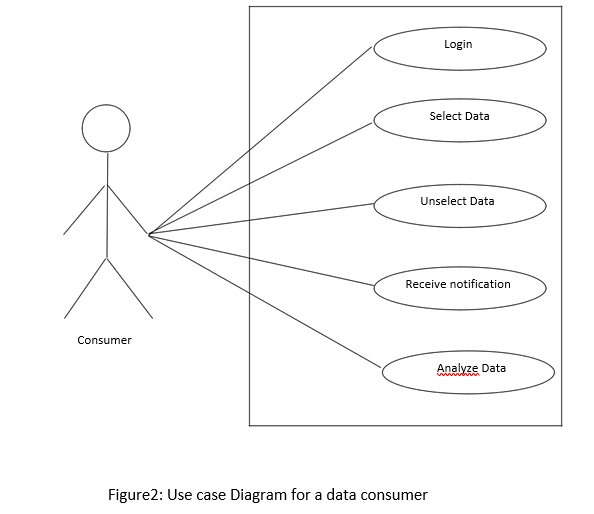 Login
Select Data
Unselect Data
Receive notification
Analyze Data
Consumer
Figure2: Use case Diagram for a data consumer